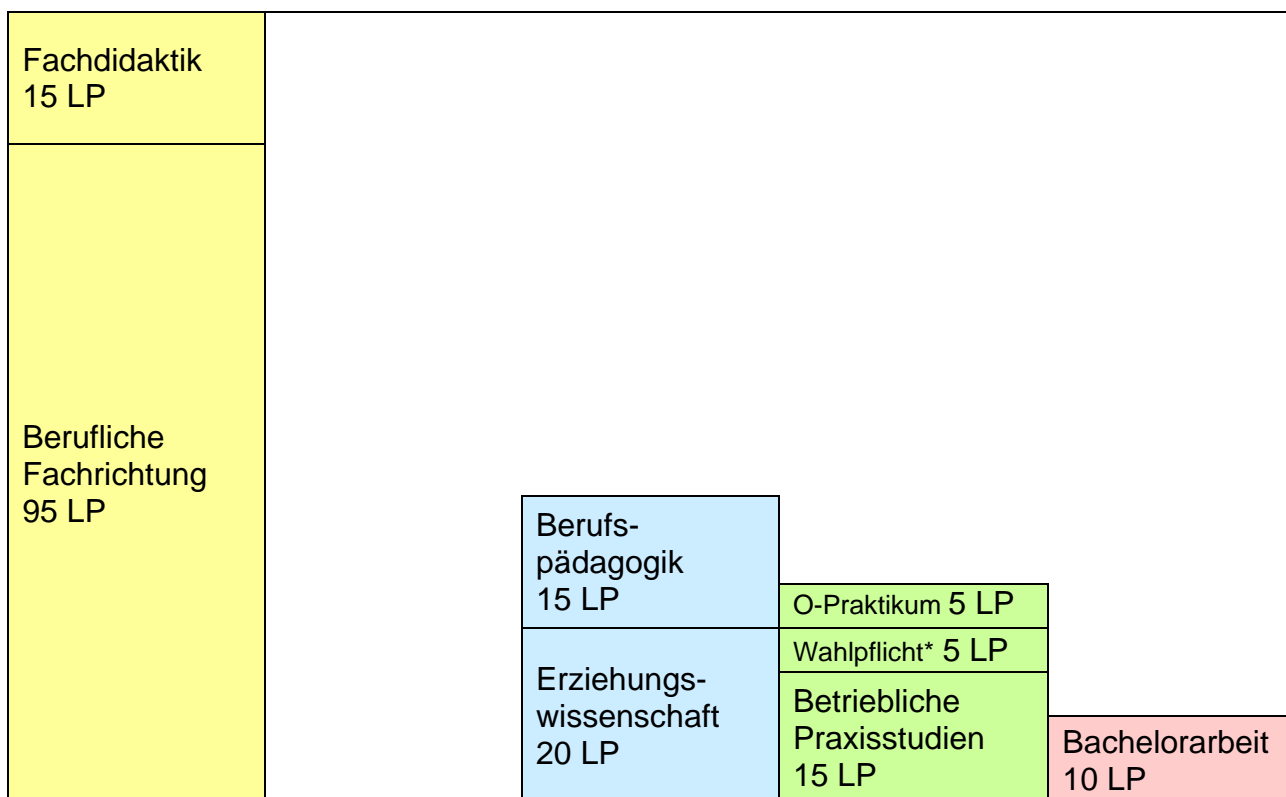 Fachdidaktik
15 LP
Berufliche
Fachrichtung
95 LP
Berufs-
pädagogik
15 LP
Erziehungs-
wissenschaft
20 LP
O-Praktikum 5 LP
Wahlpflicht* 5 LP
Betriebliche
Praxisstudien
15 LP
Bachelorarbeit
10 LP